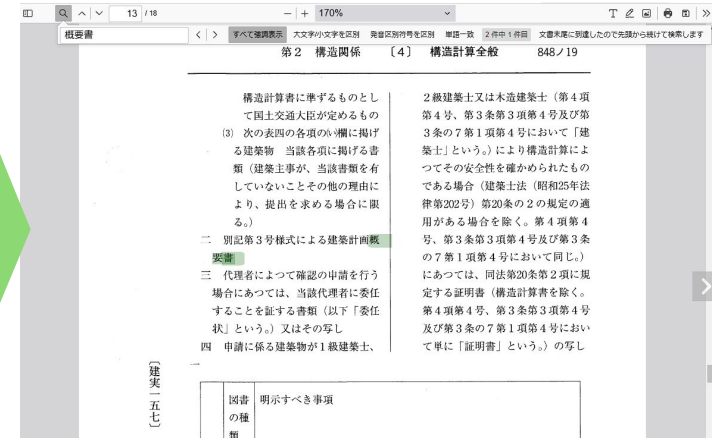 13 / 18
170%
概要書
すべて強調表示 大文字/小文字を区別 発音区別符号を区別 単語一致 2 件中 1 件目 文書末尾に到達したので先頭から続けて検索します
第2 構造関係 〔4〕 構造計算全般 848ノ19
構造計算書に準ずるものとし
て国土交通大臣が定めるもの
⑶ 次の表四の各項の㈹欄に掲げ
る建築物 当該各項に掲げる書
類（建築主事が、当該書類を有
していないことその他の理由に
より、提出を求める場合に限
る。）
二 別記第3号様式による建築計画概
要書
三 代理者によつて確認の申請を行う
場合にあつては、当該代理者に委任
することを証する書類（以下「委任
状」という。）又はその写し
四 申請に係る建築物が1級建築士、
2級建築士又は木造建築士（第4項
第4号、第3条第3項第4号及び第
3条の7第1項第4号において「建
築士」という。）により構造計算によ
つてその安全性を確かめられたもの
である場合（建築士法（昭和25年法
律第202号）第20条の2の規定の適
用がある場合を除く。第4項第4
号、第3条第3項第4号及び第3条
の7第1項第4号において同じ。）
にあつては、同法第20条第2項に規
定する証明書（構造計算書を除く。
第4項第4号、第3条第3項第4号
及び第3条の7第1項第4号におい
て単に「証明書」という。）の写し
〔建実一五七〕
一
図書 明示すべき事項
の種
類